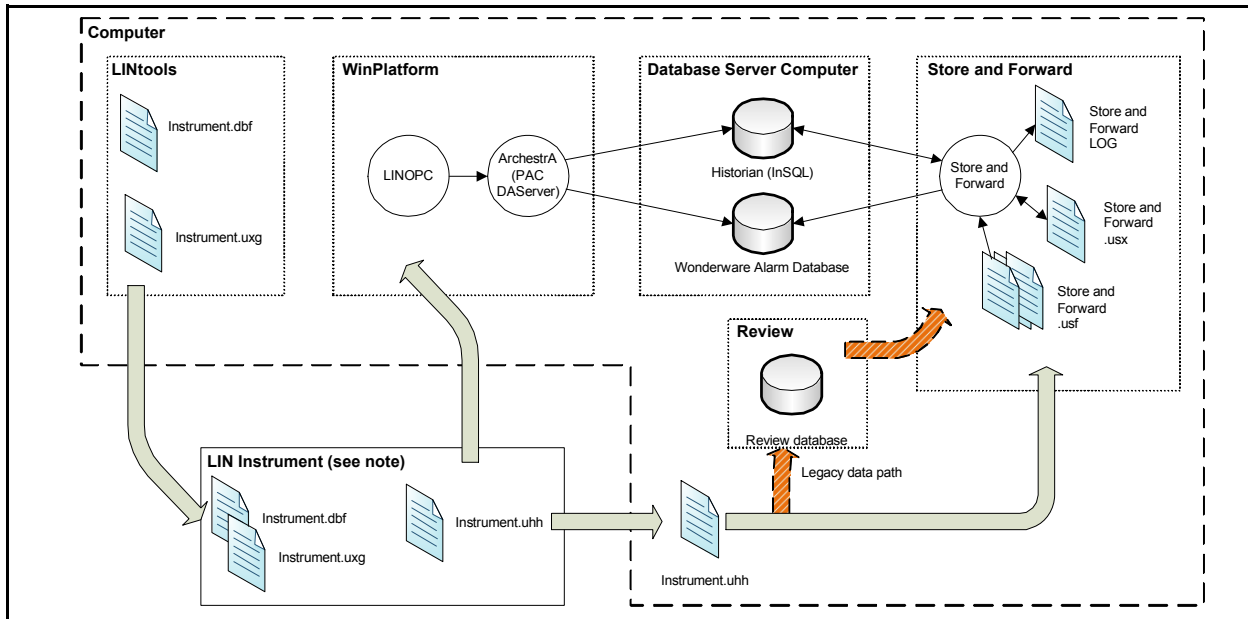 Computer
LINtools
Instrument.dbf
Instrument.uxg
WinPlatform
LINOPC
ArchestrA
(PAC
DAServer)
Database Server Computer
Historian (InSQL)
Wonderware Alarm Database
Store and Forward
Store and
Forward
Store and
Forward
LOG
Store and
Forward
.usx
Store and
Forward
.usf
Review
Review database
Legacy data path
LIN Instrument (see note)
Instrument.dbf
Instrument.uxg
Instrument.uhh
Instrument.uhh